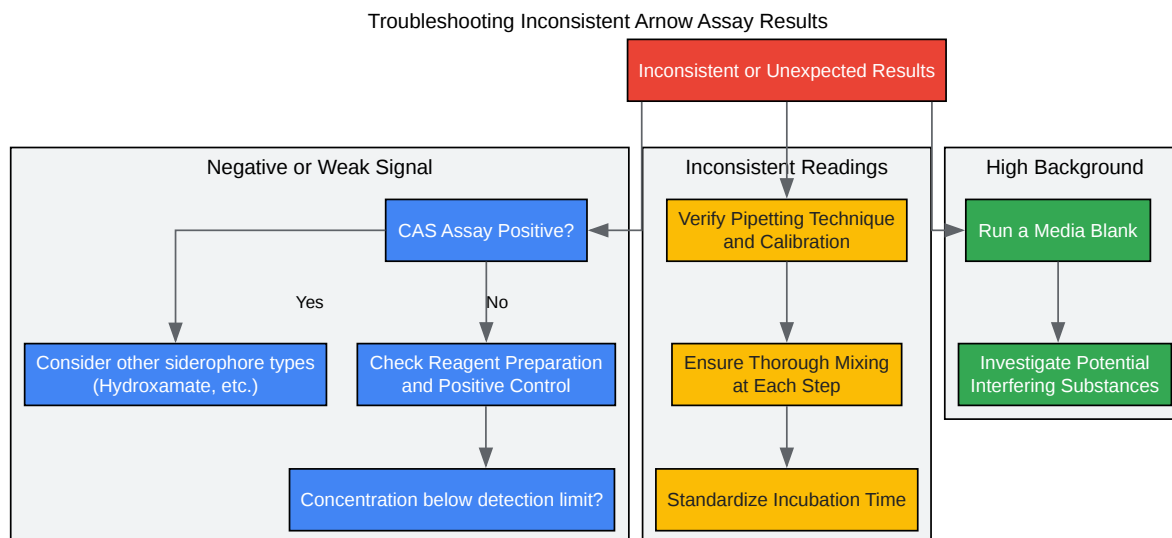 Troubleshooting Inconsistent Arnow Assay Results
Inconsistent or Unexpected Results
Negative or Weak Signal
CAS Assay Positive?
Yes
No
Consider other siderophore types
(Hydroxamate, etc.)
Check Reagent Preparation
and Positive Control
Concentration below detection limit?
Inconsistent Readings
Verify Pipetting Technique
and Calibration
Ensure Thorough Mixing
at Each Step
Standardize Incubation Time
High Background
Run a Media Blank
Investigate Potential
Interfering Substances